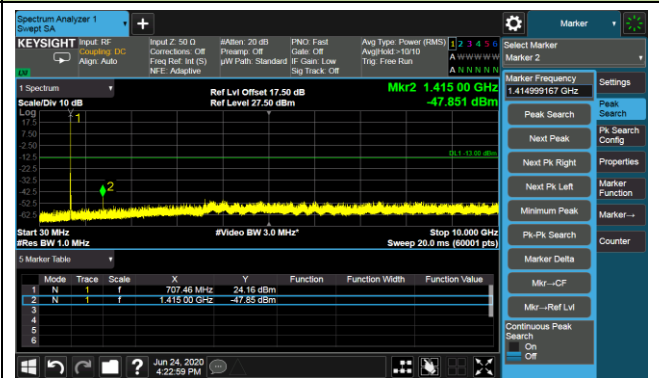 Spectrum Analyzer 1
Swept SA
Marker
KEYSIGHT Input: RF
Coupling: DC
Align: Auto
Input Z: 50 Ω
Corrections: Off
Freq Ref: Int (S)
NFE: Adaptive
#Atten: 20 dB
Preamp: Off
µW Path: Standard
PNO: Fast
Gate: Off
IF Gain: Low
Sig Track: Off
Avg Type: Power (RMS)
Avg|Hold:>10/10
Trig: Free Run
1 2 3 4 5 6
A W W W W W
A N N N N N
Select Marker
Marker 2
1 Spectrum
Scale/Div 10 dB
Ref Lvl Offset 17.50 dB
Ref Level 27.50 dBm
Mkr2 1.415 00 GHz
-47.851 dBm
Log
17.5
7.50
-2.50
-12.5
-22.5
-32.5
-42.5
-52.5
-62.5
1
2
DL1 -13.00 dBm
Start 30 MHz
#Res BW 1.0 MHz
#Video BW 3.0 MHz*
Stop 10.000 GHz
Sweep 20.0 ms (60001 pts)
5 Marker Table
Mode Trace Scale X Y Function Function Width Function Value
1 N 1 f 707.46 MHz 24.16 dBm
2 N 1 f 1.415 00 GHz -47.85 dBm
3
4
5
6
Jun 24, 2020
4:22:59 PM
Marker Frequency
1.414999167 GHz
Peak Search
Next Peak
Next Pk Right
Next Pk Left
Minimum Peak
Pk-Pk Search
Marker Delta
Mkr→CF
Mkr→Ref Lvl
Continuous Peak
Search
On
Off
Settings
Peak
Search
Pk Search
Config
Properties
Marker
Function
Marker→
Counter